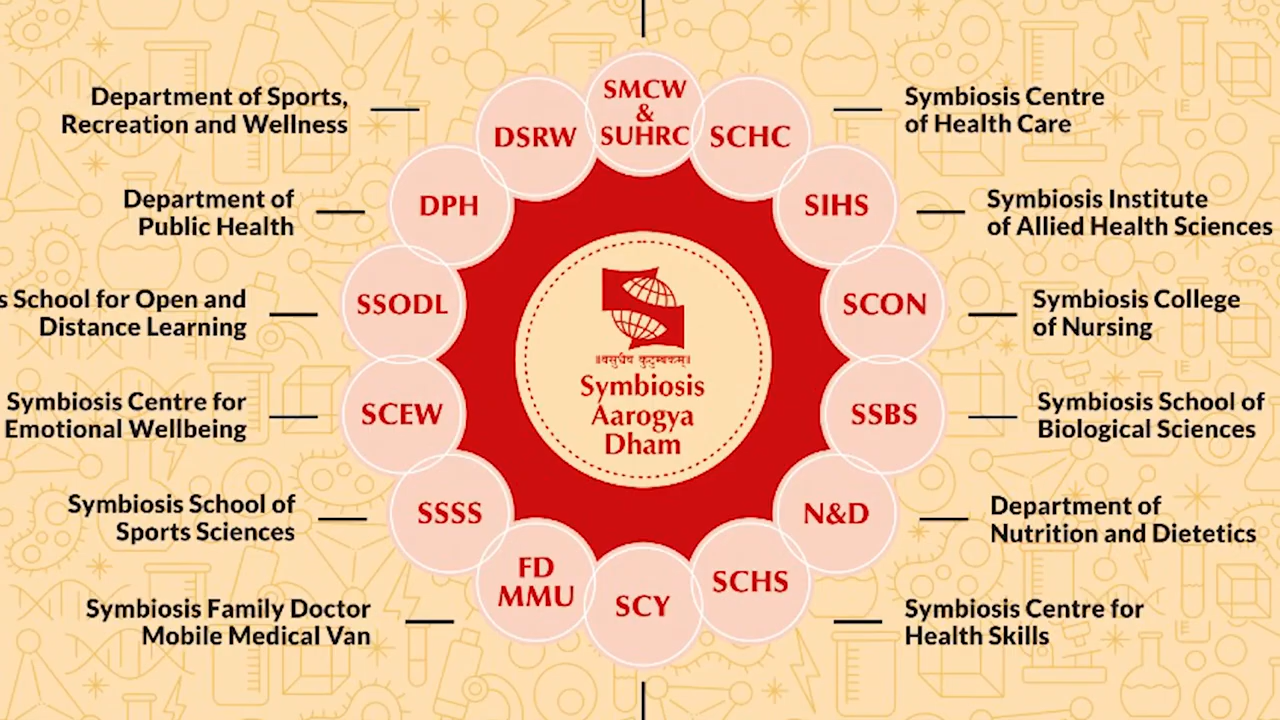 SMCW
&
SUHRC
DSRW
SCHC
DPH
SIHS
SSODL
SCON
SCEW
SSBS
SSSS
N&D
FD
MMU
SCHS
SCY
॥वसुधैव कुटुम्बकम्॥
Symbiosis
Aarogya
Dham
Department of Sports,
Recreation and Wellness
Department of
Public Health
s School for Open and
Distance Learning
Symbiosis Centre for
Emotional Wellbeing
Symbiosis School of
Sports Sciences
Symbiosis Family Doctor
Mobile Medical Van
Symbiosis Centre
of Health Care
Symbiosis Institute
of Allied Health Sciences
Symbiosis College
of Nursing
Symbiosis School of
Biological Sciences
Department of
Nutrition and Dietetics
Symbiosis Centre for
Health Skills